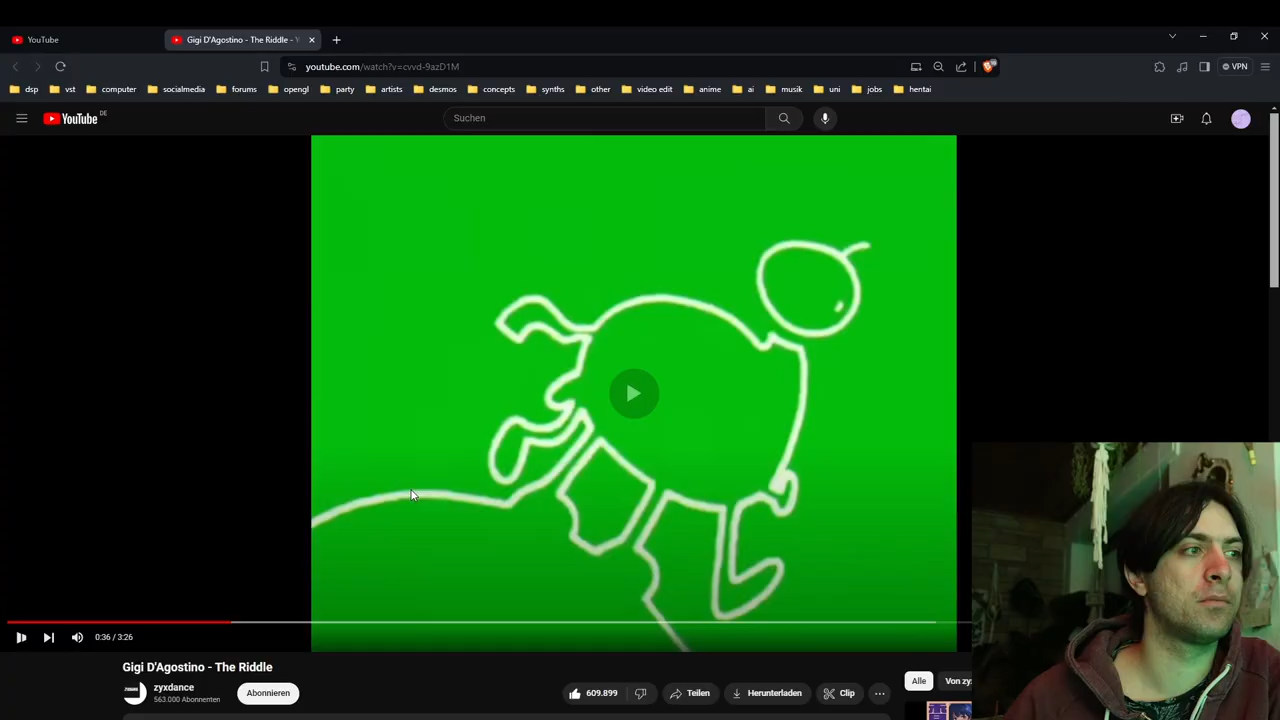 YouTube
Gigi D'Agostino - The Riddle - Y
youtube.com/watch?v=cvvd-9azD1M
VPN
dsp vst computer socialmedia forums opengl party artists desmos concepts synths other video edit anime ai musik uni jobs hentai
YouTube DE
Suchen
0:36 / 3:26
Gigi D'Agostino - The Riddle
zyxdance
563.000 Abonnenten
Abonnieren
609.899
Teilen
Herunterladen
Clip
Alle
Von zy